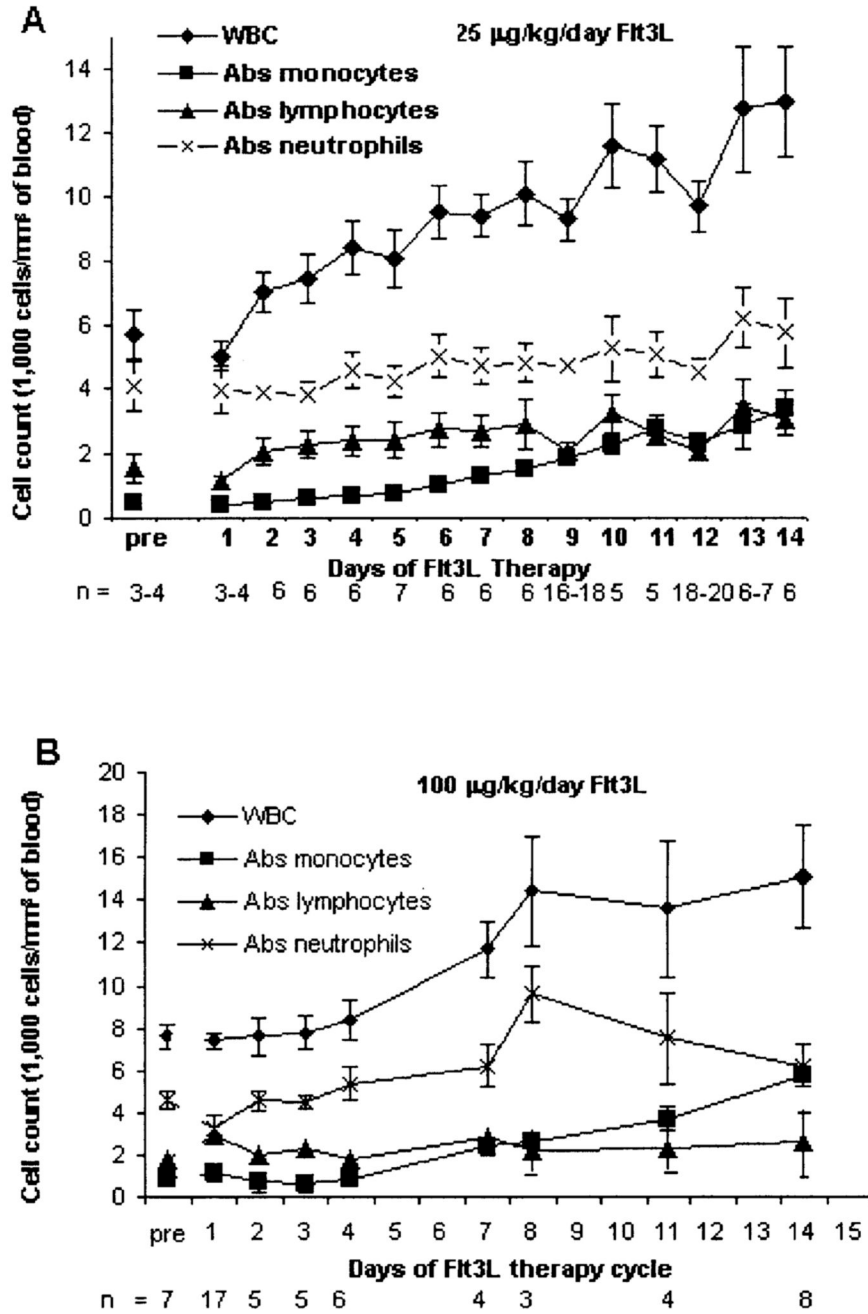 A
25 µg/kg/day Flt3L
WBC
Abs monocytes
Abs lymphocytes
Abs neutrophils
Cell count (1,000 cells/mm² of blood)
14
12
10
8
6
4
2
0
pre 1 2 3 4 5 6 7 8 9 10 11 12 13 14
Days of Flt3L Therapy
n = 3-4 3-4 6 6 6 7 6 6 6 16-18 5 5 18-20 6-7 6
B
100 µg/kg/day Flt3L
WBC
Abs monocytes
Abs lymphocytes
Abs neutrophils
Cell count (1,000 cells/mm² of blood)
20
18
16
14
12
10
8
6
4
2
0
pre 1 2 3 4 5 6 7 8 9 10 11 12 13 14 15
Days of Flt3L therapy cycle
n = 7 17 5 5 6 4 3 4 8